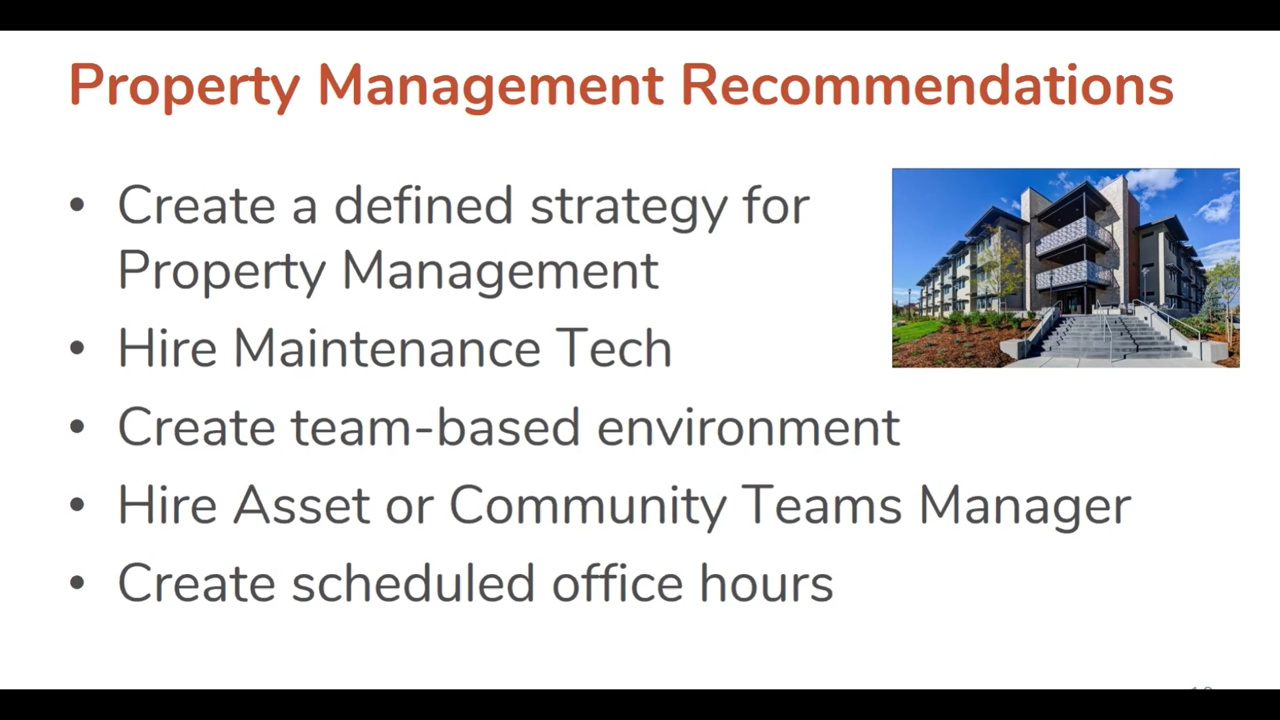 Property Management Recommendations
• Create a defined strategy for
Property Management
• Hire Maintenance Tech
• Create team-based environment
• Hire Asset or Community Teams Manager
• Create scheduled office hours